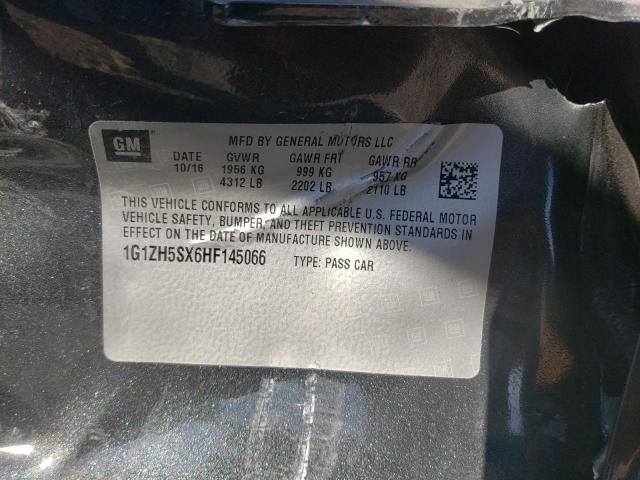 GM
MFD BY GENERAL MOTORS LLC
DATE GVWR GAWR FRT GAWR RR
10/16 1956 KG 999 KG 957 KG
4312 LB 2202 LB 2110 LB
THIS VEHICLE CONFORMS TO ALL APPLICABLE U.S. FEDERAL MOTOR
VEHICLE SAFETY, BUMPER, AND THEFT PREVENTION STANDARDS IN
EFFECT ON THE DATE OF MANUFACTURE SHOWN ABOVE.
1G1ZH5SX6HF145066 TYPE: PASS CAR